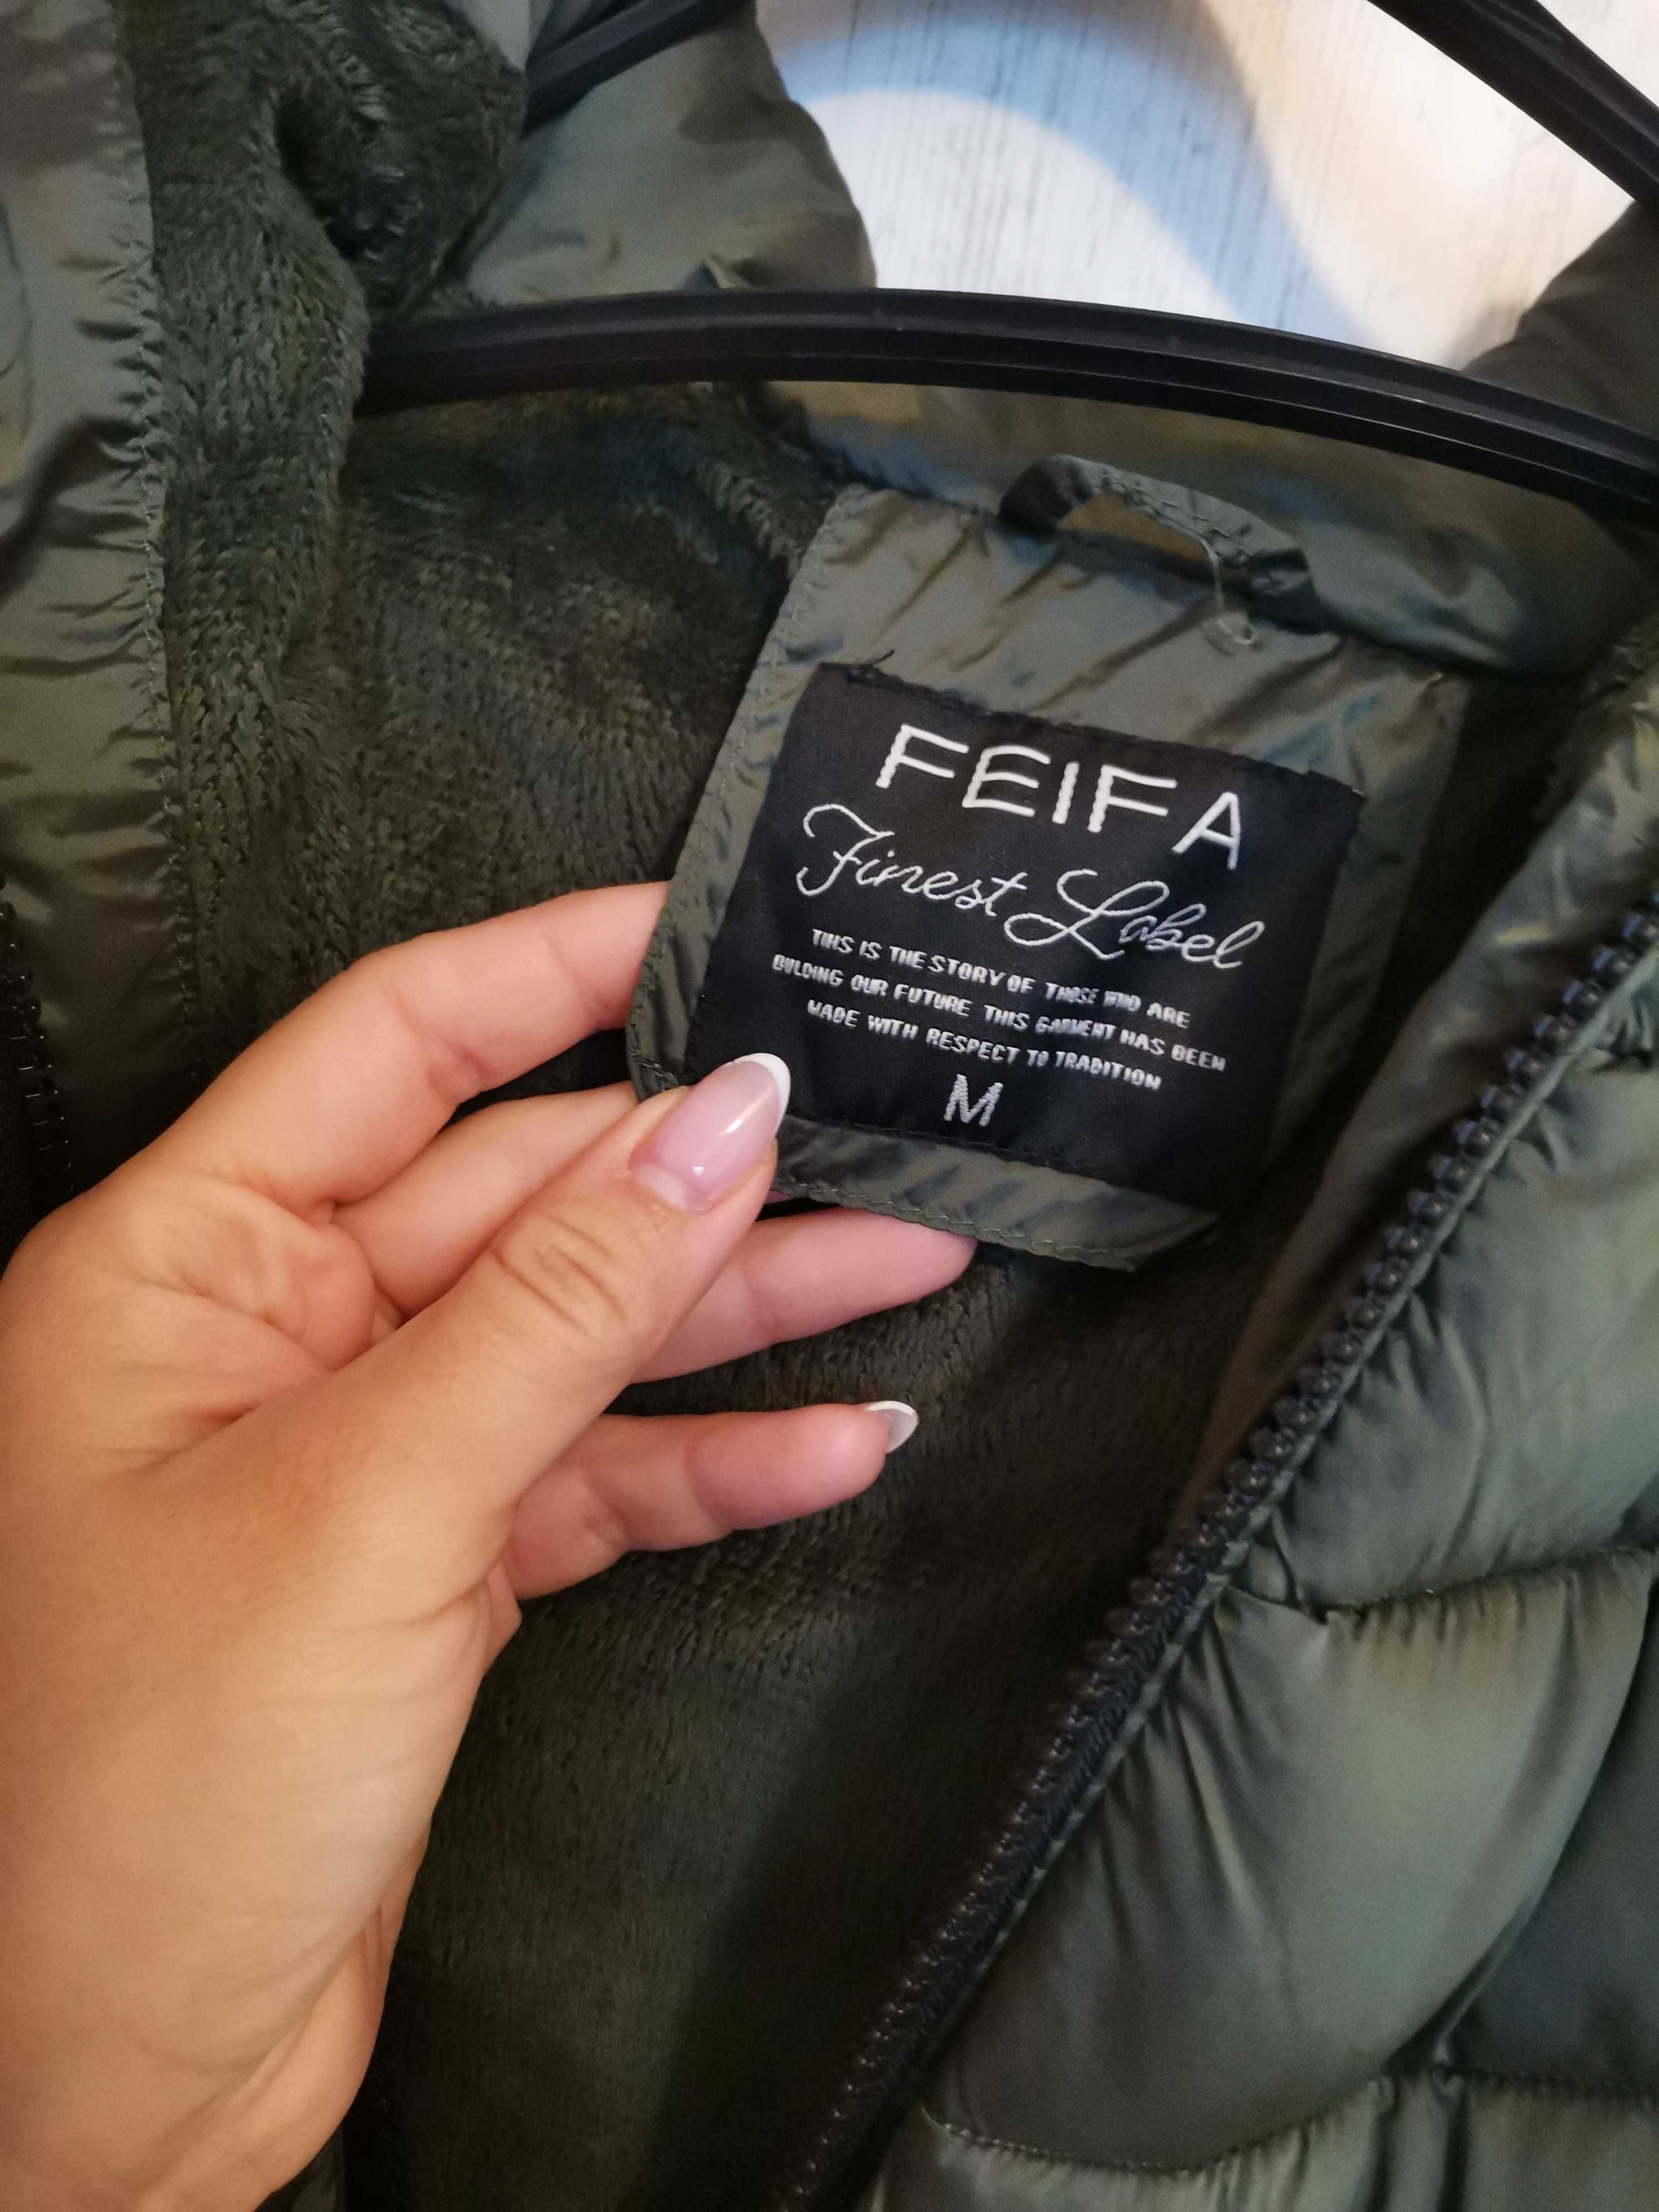 FEIFA
Finest Label
TIHS IS THE STORY OF THOSE WHO ARE
BULDING OUR FUTURE THIS GARMENT HAS BEEN
MADE WITH RESPECT TO TRADITION
M